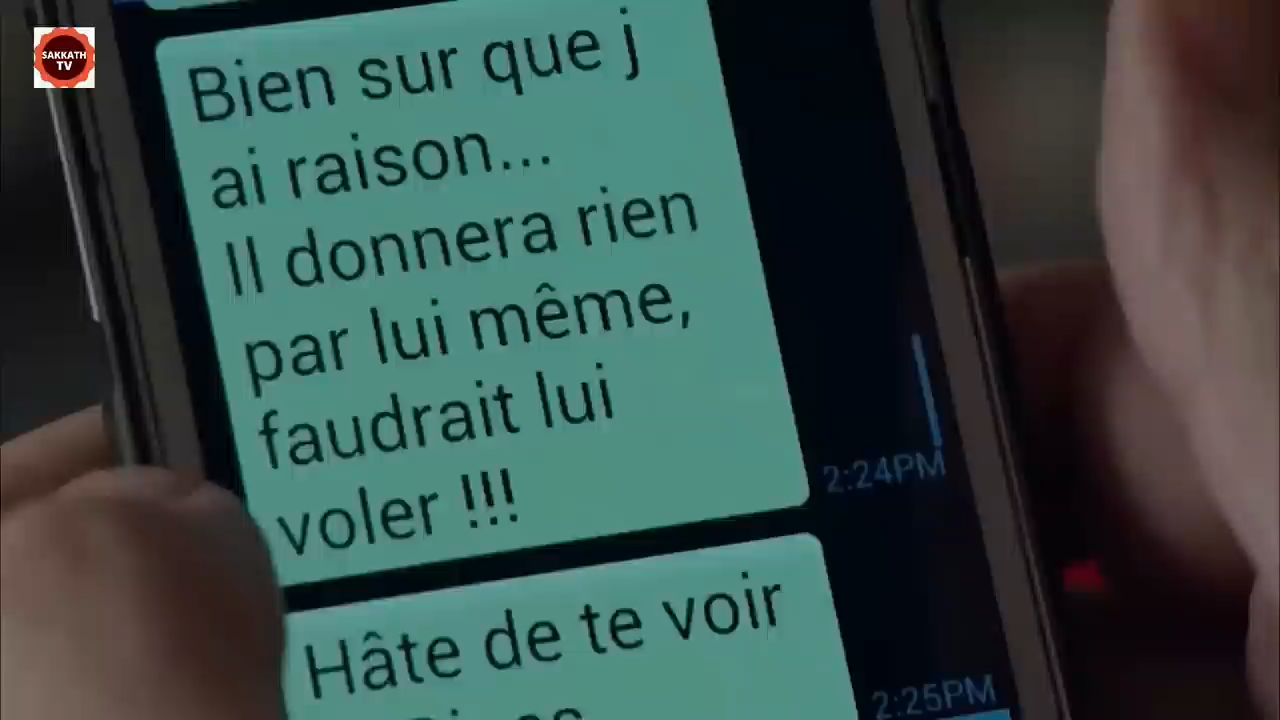 SAKKATH
TV
Bien sur que j
ai raison...
Il donnera rien
par lui même,
faudrait lui
voler !!!
2:24PM
Hâte de te voir
2:25PM